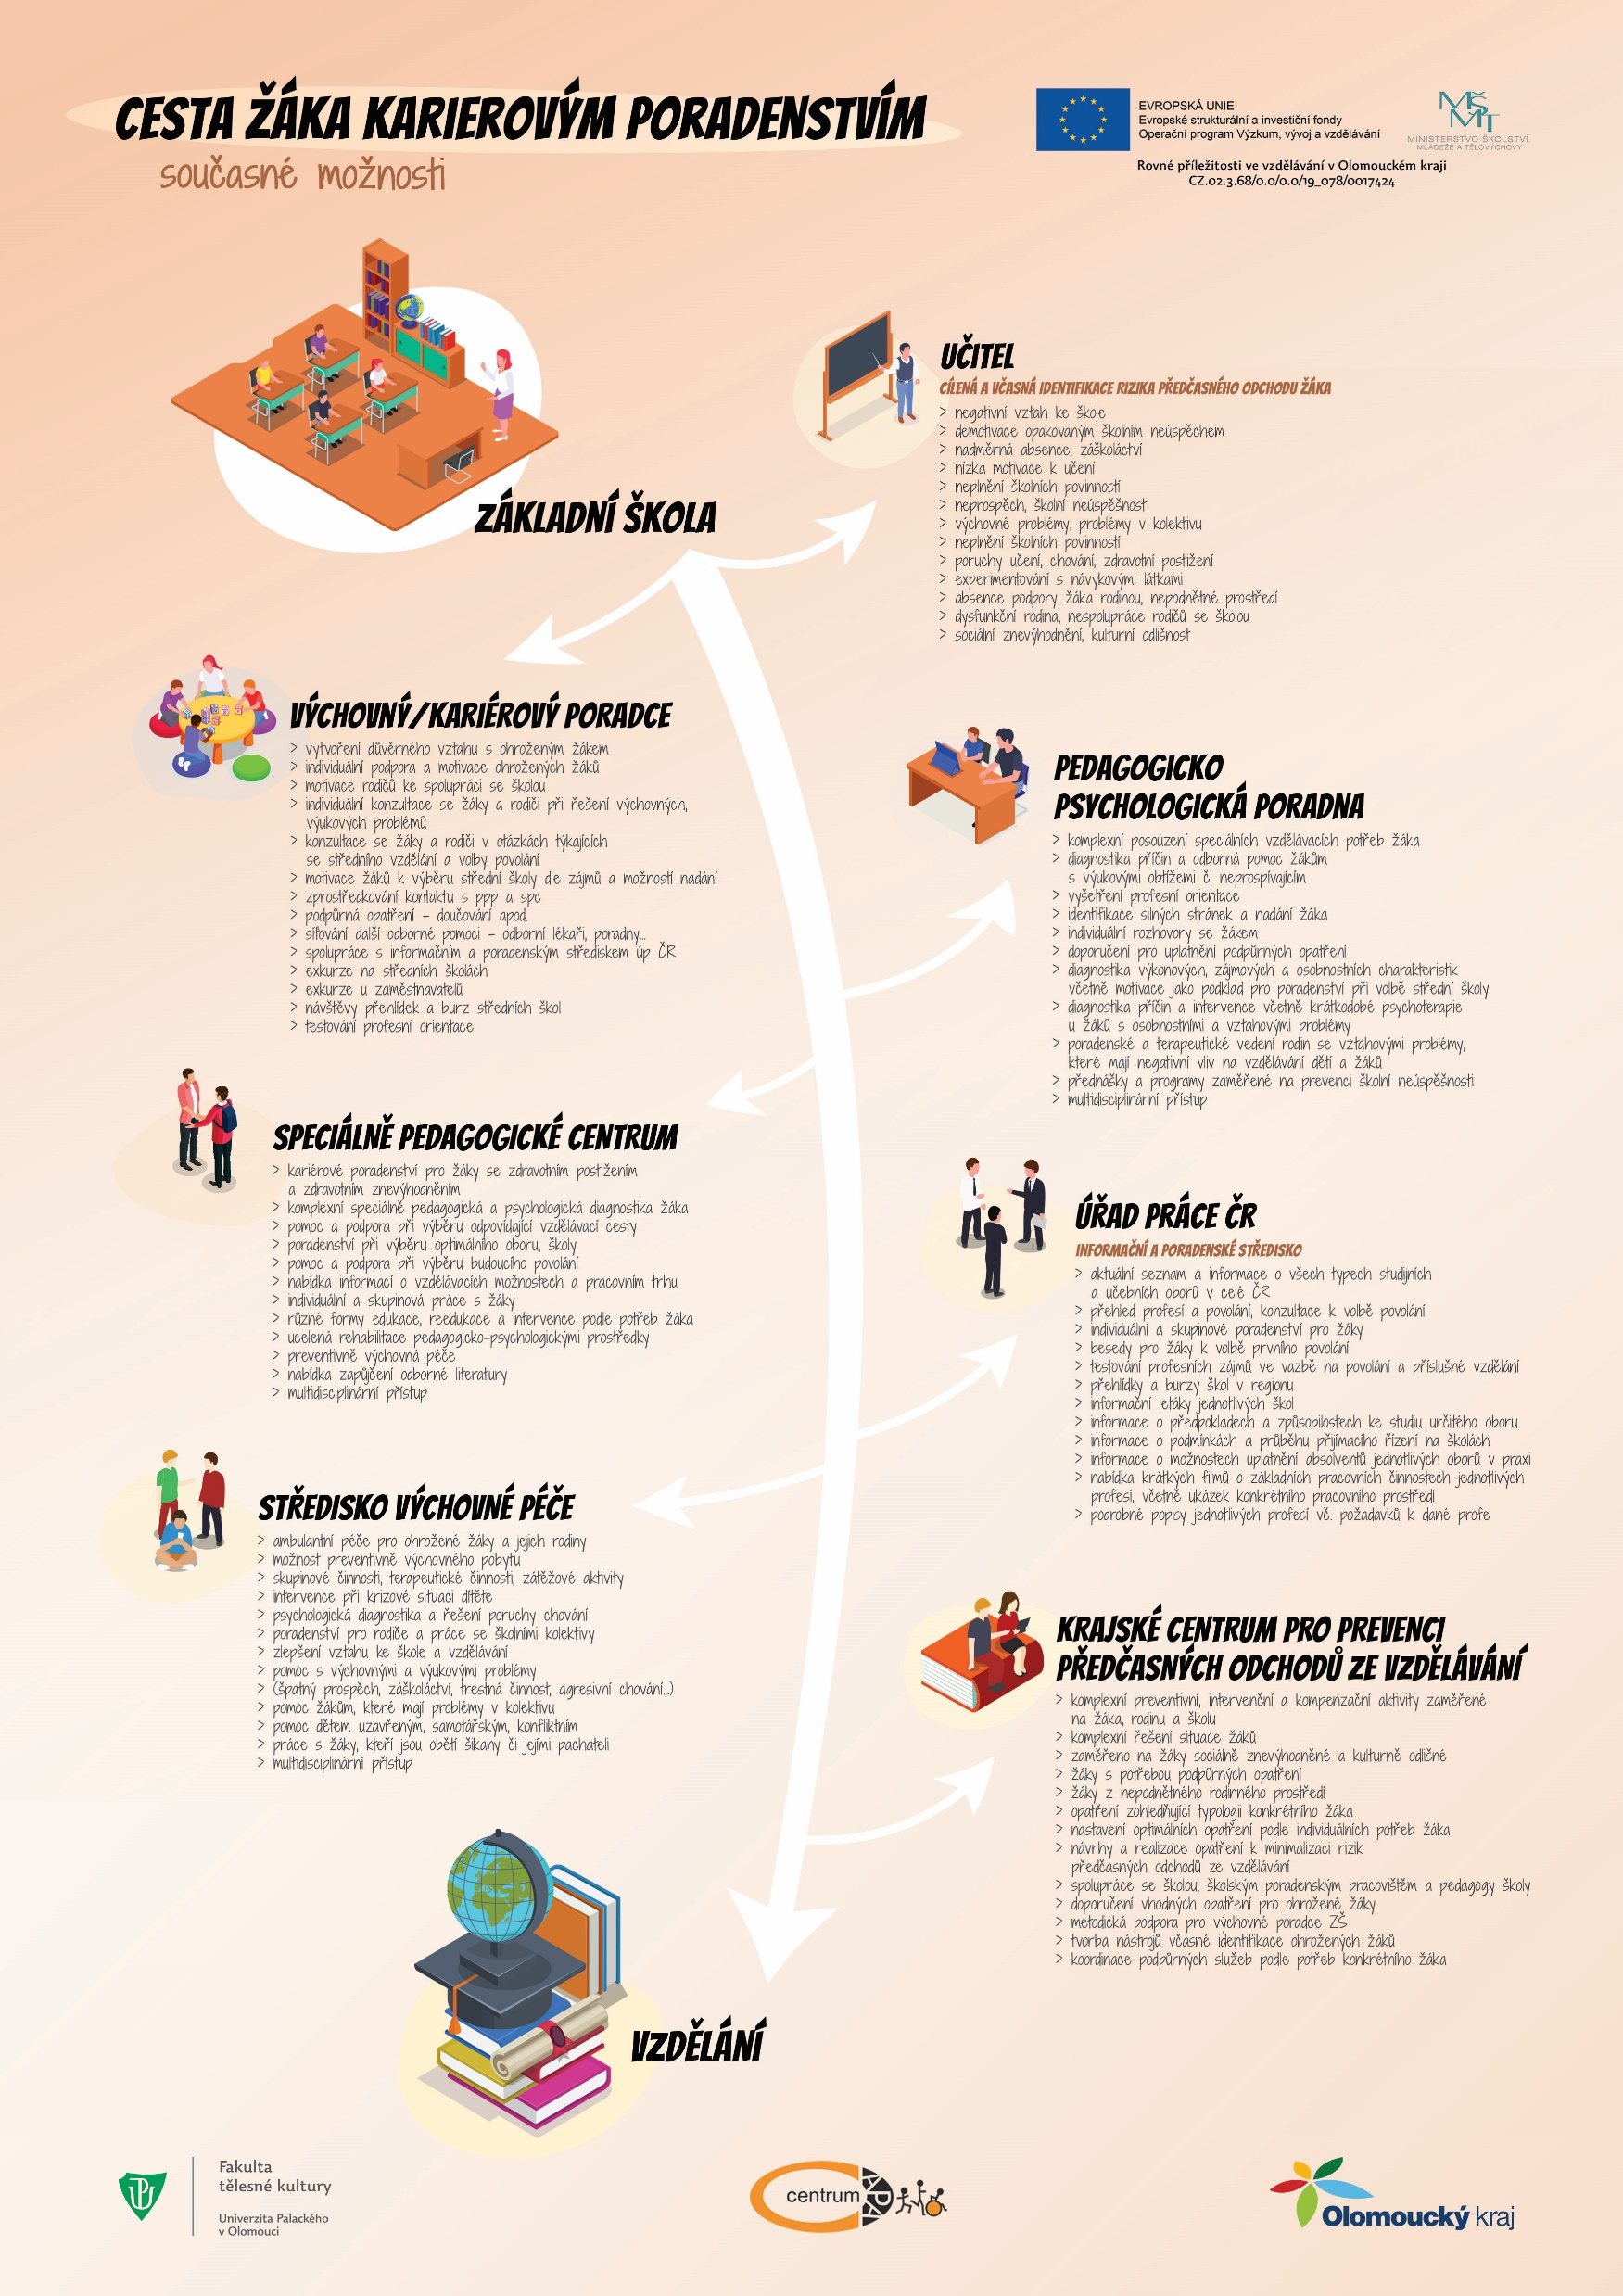 CESTA ŽÁKA KARIEROVÝM PORADENSTVÍM
současné možnosti
EVROPSKÁ UNIE
Evropské strukturální a investiční fondy
Operační program Výzkum, vývoj a vzdělávání
MŠMT
MINISTERSTVO ŠKOLSTVÍ,
MLÁDEŽE A TĚLOVÝCHOVY
Rovné příležitosti ve vzdělávání v Olomouckém kraji
CZ.02.3.68/0.0/0.0/19_078/0017424
ZÁKLADNÍ ŠKOLA
UČITEL
CÍLENÁ A VČASNÁ IDENTIFIKACE RIZIKA PŘEDČASNÉHO ODCHODU ŽÁKA
> negativní vztah ke škole
> demotivace opakovaným školním neúspěchem
> nadměrná absence, záškoláctví
> nízká motivace k učení
> neplnění školních povinností
> neprospěch, školní neúspěšnost
> výchovné problémy, problémy v kolektivu
> neplnění školních povinností
> poruchy učení, chování, zdravotní postižení
> experimentování s návykovými látkami
> absence podpory žáka rodinou, nepodnětné prostředí
> dysfunkční rodina, nespolupráce rodičů se školou
> sociální znevýhodnění, kulturní odlišnost
VÝCHOVNÝ/KARIÉROVÝ PORADCE
> vytvoření důvěrného vztahu s ohroženým žákem
> individuální podpora a motivace ohrožených žáků
> motivace rodičů ke spolupráci se školou
> individuální konzultace se žáky a rodiči při řešení výchovných,
výukových problémů
> konzultace se žáky a rodiči v otázkách týkajících
se středního vzdělání a volby povolání
> motivace žáků k výběru střední školy dle zájmů a možností nadání
> zprostředkování kontaktu s ppp a spc
> podpůrná opatření – doučování apod.
> síťování další odborné pomoci – odborní lékaři, poradny...
> spolupráce s informačním a poradenským střediskem úp ČR
> exkurze na středních školách
> exkurze u zaměstnavatelů
> návštěvy přehlídek a burz středních škol
> testování profesní orientace
PEDAGOGICKO
PSYCHOLOGICKÁ PORADNA
> komplexní posouzení speciálních vzdělávacích potřeb žáka
> diagnostika příčin a odborná pomoc žákům
s výukovými obtížemi či neprospívajícím
> vyšetření profesní orientace
> identifikace silných stránek a nadání žáka
> individuální rozhovory se žákem
> doporučení pro uplatnění podpůrných opatření
> diagnostika výkonových, zájmových a osobnostních charakteristik
včetně motivace jako podklad pro poradenství při volbě střední školy
> diagnostika příčin a intervence včetně krátkodobé psychoterapie
u žáků s osobnostními a vztahovými problémy
> poradenské a terapeutické vedení rodin se vztahovými problémy,
které mají negativní vliv na vzdělávání dětí a žáků
> přednášky a programy zaměřené na prevenci školní neúspěšnosti
> multidisciplinární přístup
SPECIÁLNĚ PEDAGOGICKÉ CENTRUM
> kariérové poradenství pro žáky se zdravotním postižením
a zdravotním znevýhodněním
> komplexní speciálně pedagogická a psychologická diagnostika žáka
> pomoc a podpora při výběru odpovídající vzdělávací cesty
> poradenství při výběru optimálního oboru, školy
> pomoc a podpora při výběru budoucího povolání
> nabídka informací o vzdělávacích možnostech a pracovním trhu
> individuální a skupinová práce s žáky
> různé formy edukace, reedukace a intervence podle potřeb žáka
> ucelená rehabilitace pedagogicko-psychologickými prostředky
> preventivně výchovná péče
> nabídka zapůjčení odborné literatury
> multidisciplinární přístup
ÚŘAD PRÁCE ČR
INFORMAČNÍ A PORADENSKÉ STŘEDISKO
> aktuální seznam a informace o všech typech studijních
a učebních oborů v celé ČR
> přehled profesí a povolání, konzultace k volbě povolání
> individuální a skupinové poradenství pro žáky
> besedy pro žáky k volbě prvního povolání
> testování profesních zájmů ve vazbě na povolání a příslušné vzdělání
> přehlídky a burzy škol v regionu
> informační letáky jednotlivých škol
> informace o předpokladech a způsobilostech ke studiu určitého oboru
> informace o podmínkách a průběhu přijímacího řízení na školách
> informace o možnostech uplatnění absolventů jednotlivých oborů v praxi
> nabídka krátkých filmů o základních pracovních činnostech jednotlivých
profesí, včetně ukázek konkrétního pracovního prostředí
> podrobné popisy jednotlivých profesí vč. požadavků k dané profe
STŘEDISKO VÝCHOVNÉ PÉČE
> ambulantní péče pro ohrožené žáky a jejich rodiny
> možnost preventivně výchovného pobytu
> skupinové činnosti, terapeutické činnosti, zátěžové aktivity
> intervence při krizové situaci dítěte
> psychologická diagnostika a řešení poruchy chování
> poradenství pro rodiče a práce se školními kolektivy
> zlepšení vztahu ke škole a vzdělávání
> pomoc s výchovnými a výukovými problémy
> (špatný prospěch, záškoláctví, trestná činnost, agresivní chování...)
> pomoc žákům, které mají problémy v kolektivu
> pomoc dětem uzavřeným, samotářským, konfliktním
> práce s žáky, kteří jsou obětí šikany či jejími pachateli
> multidisciplinární přístup
KRAJSKÉ CENTRUM PRO PREVENCI
PŘEDČASNÝCH ODCHODŮ ZE VZDĚLÁVÁNÍ
> komplexní preventivní, intervenční a kompenzační aktivity zaměřené
na žáka, rodinu a školu
> komplexní řešení situace žáků
> zaměřeno na žáky sociálně znevýhodněné a kulturně odlišné
> žáky s potřebou podpůrných opatření
> žáky z nepodnětného rodinného prostředí
> opatření zohledňující typologii konkrétního žáka
> nastavení optimálních opatření podle individuálních potřeb žáka
> návrhy a realizace opatření k minimalizaci rizik
předčasných odchodů ze vzdělávání
> spolupráce se školou, školským poradenským pracovištěm a pedagogy školy
> doporučení vhodných opatření pro ohrožené žáky
> metodická podpora pro výchovné poradce ZŠ
> tvorba nástrojů včasné identifikace ohrožených žáků
> koordinace podpůrných služeb podle potřeb konkrétního žáka
VZDĚLÁNÍ
Fakulta
tělesné kultury
Univerzita Palackého
v Olomouci
centrum APA
Olomoucký kraj